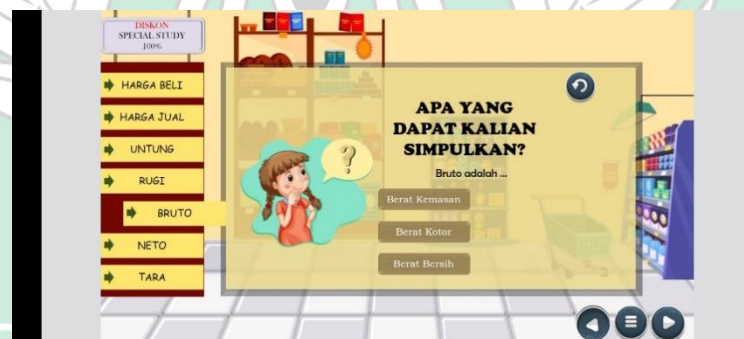 DISKON
SPECIAL STUDY
100%
HARGA BELI
HARGA JUAL
UNTUNG
RUGI
BRUTO
NETO
TARA
APA YANG
DAPAT KALIAN
SIMPULKAN?
Bruto adalah ...
Berat Kemasan
Berat Kotor
Berat Bersih
?